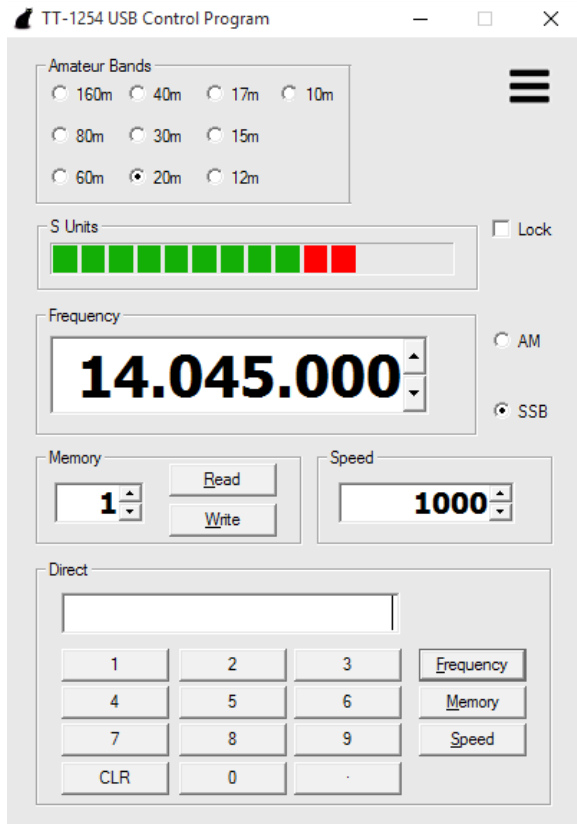 TT-1254 USB Control Program
Amateur Bands
160m 40m 17m 10m
80m 30m 15m
60m 20m 12m
S Units
Lock
Frequency
14.045.000
AM
SSB
Memory
1
Read
Write
Speed
1000
Direct
1 2 3 Frequency
4 5 6 Memory
7 8 9 Speed
CLR 0 .